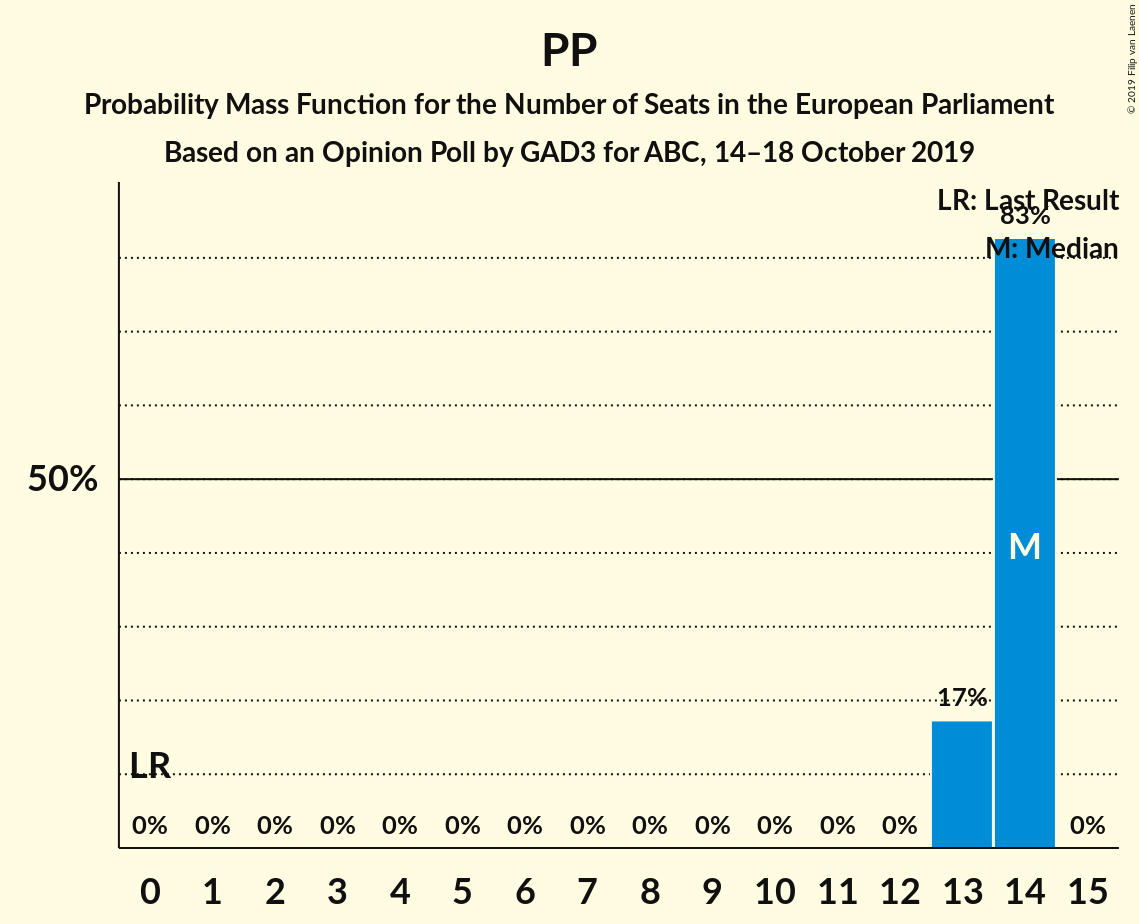 PP
Probability Mass Function for the Number of Seats in the European Parliament
Based on an Opinion Poll by GAD3 for ABC, 14–18 October 2019
© 2019 Filip van Laenen
LR: Last Result
83%
M: Median
50%
M
17%
LR
0% 0% 0% 0% 0% 0% 0% 0% 0% 0% 0% 0% 0% 0%
0 1 2 3 4 5 6 7 8 9 10 11 12 13 14 15